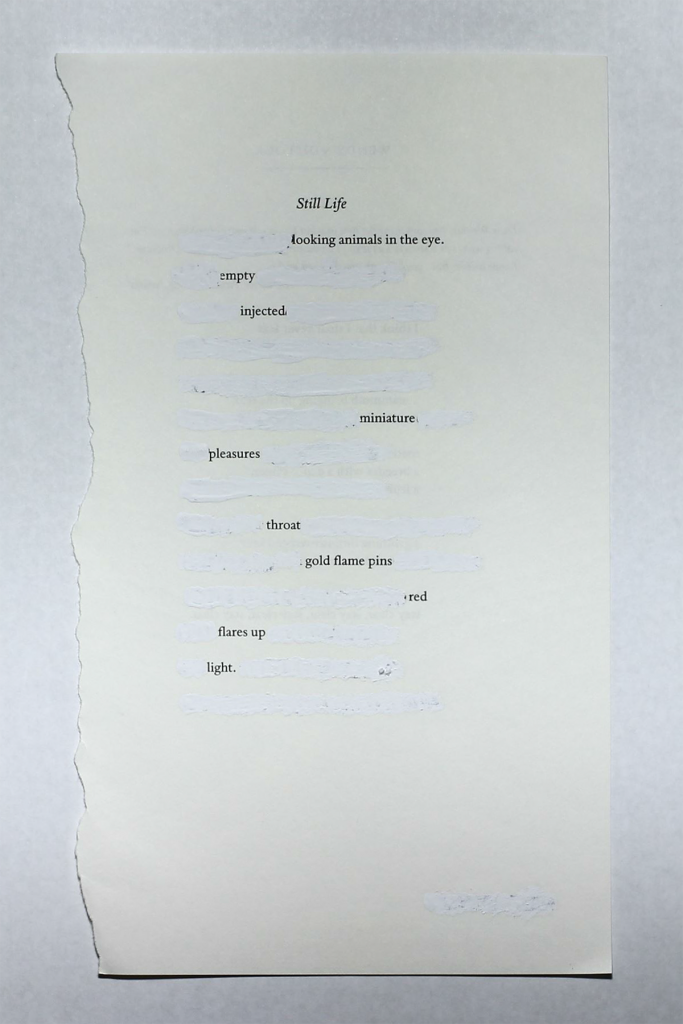 Still Life
looking animals in the eye.
empty
injected
miniature
pleasures
throat
gold flame pins
red
flares up
light.